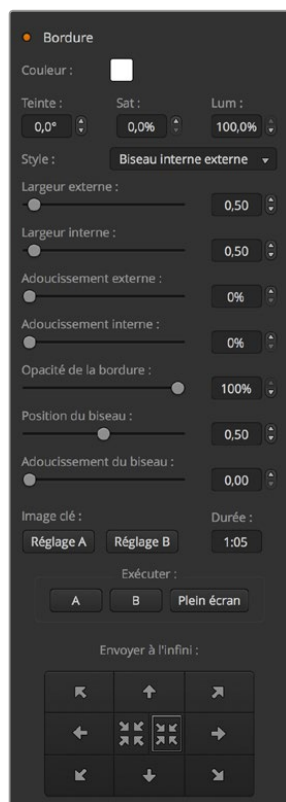 Bordure
Couleur :
Teinte : Sat : Lum :
0,0° 0,0% 100,0%
Style : Biseau interne externe
Largeur externe :
0,50
Largeur interne :
0,50
Adoucissement externe :
0%
Adoucissement interne :
0%
Opacité de la bordure :
100%
Position du biseau :
0,50
Adoucissement du biseau :
0,00
Image clé : Durée :
Réglage A Réglage B 1:05
Exécuter :
A B Plein écran
Envoyer à l'infini :